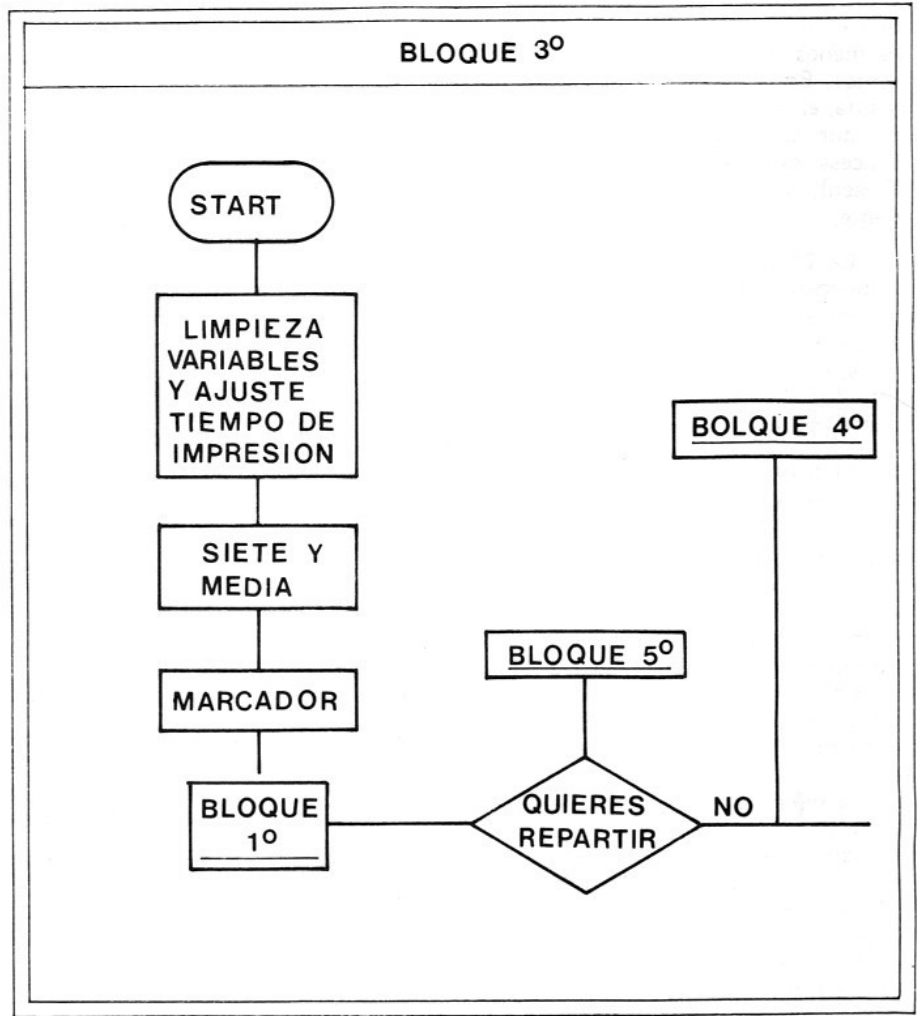 BLOQUE 3º
START
LIMPIEZA
VARIABLES
Y AJUSTE
TIEMPO DE
IMPRESION
BOLQUE 4º
SIETE Y
MEDIA
BLOQUE 5º
MARCADOR
BLOQUE
1º
QUIERES
REPARTIR
NO